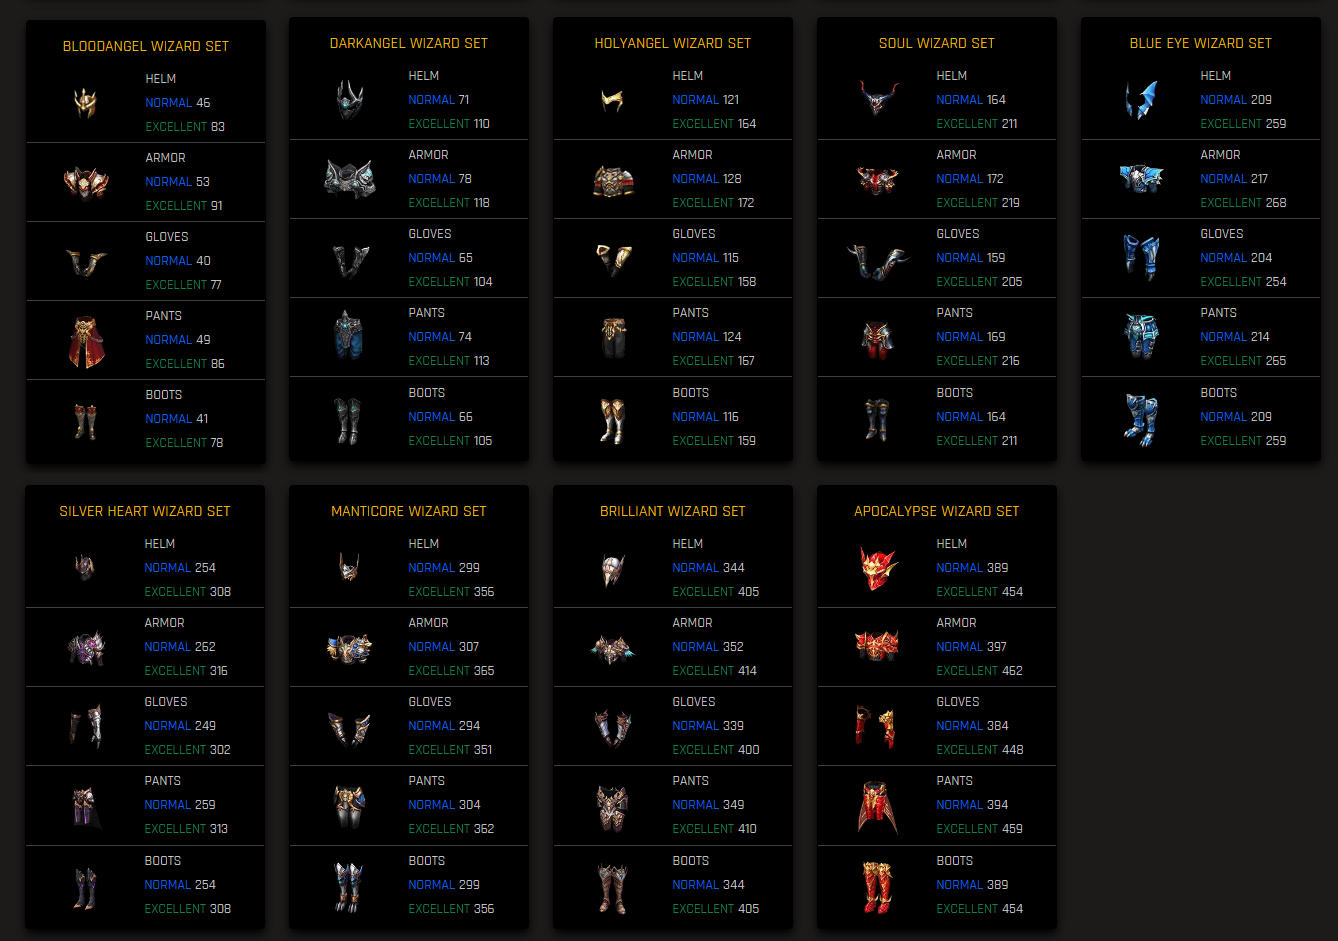 BLOODANGEL WIZARD SET
HELM
NORMAL 46
EXCELLENT 83
ARMOR
NORMAL 53
EXCELLENT 91
GLOVES
NORMAL 40
EXCELLENT 77
PANTS
NORMAL 49
EXCELLENT 86
BOOTS
NORMAL 41
EXCELLENT 78
DARKANGEL WIZARD SET
HELM
NORMAL 71
EXCELLENT 110
ARMOR
NORMAL 78
EXCELLENT 118
GLOVES
NORMAL 65
EXCELLENT 104
PANTS
NORMAL 74
EXCELLENT 113
BOOTS
NORMAL 66
EXCELLENT 105
HOLYANGEL WIZARD SET
HELM
NORMAL 121
EXCELLENT 164
ARMOR
NORMAL 128
EXCELLENT 172
GLOVES
NORMAL 115
EXCELLENT 158
PANTS
NORMAL 124
EXCELLENT 167
BOOTS
NORMAL 116
EXCELLENT 159
SOUL WIZARD SET
HELM
NORMAL 164
EXCELLENT 211
ARMOR
NORMAL 172
EXCELLENT 219
GLOVES
NORMAL 159
EXCELLENT 205
PANTS
NORMAL 169
EXCELLENT 216
BOOTS
NORMAL 164
EXCELLENT 211
BLUE EYE WIZARD SET
HELM
NORMAL 209
EXCELLENT 259
ARMOR
NORMAL 217
EXCELLENT 268
GLOVES
NORMAL 204
EXCELLENT 254
PANTS
NORMAL 214
EXCELLENT 265
BOOTS
NORMAL 209
EXCELLENT 259
SILVER HEART WIZARD SET
HELM
NORMAL 254
EXCELLENT 308
ARMOR
NORMAL 262
EXCELLENT 316
GLOVES
NORMAL 249
EXCELLENT 302
PANTS
NORMAL 259
EXCELLENT 313
BOOTS
NORMAL 254
EXCELLENT 308
MANTICORE WIZARD SET
HELM
NORMAL 299
EXCELLENT 356
ARMOR
NORMAL 307
EXCELLENT 365
GLOVES
NORMAL 294
EXCELLENT 351
PANTS
NORMAL 304
EXCELLENT 362
BOOTS
NORMAL 299
EXCELLENT 356
BRILLIANT WIZARD SET
HELM
NORMAL 344
EXCELLENT 405
ARMOR
NORMAL 352
EXCELLENT 414
GLOVES
NORMAL 339
EXCELLENT 400
PANTS
NORMAL 349
EXCELLENT 410
BOOTS
NORMAL 344
EXCELLENT 405
APOCALYPSE WIZARD SET
HELM
NORMAL 389
EXCELLENT 454
ARMOR
NORMAL 397
EXCELLENT 462
GLOVES
NORMAL 384
EXCELLENT 448
PANTS
NORMAL 394
EXCELLENT 459
BOOTS
NORMAL 389
EXCELLENT 454